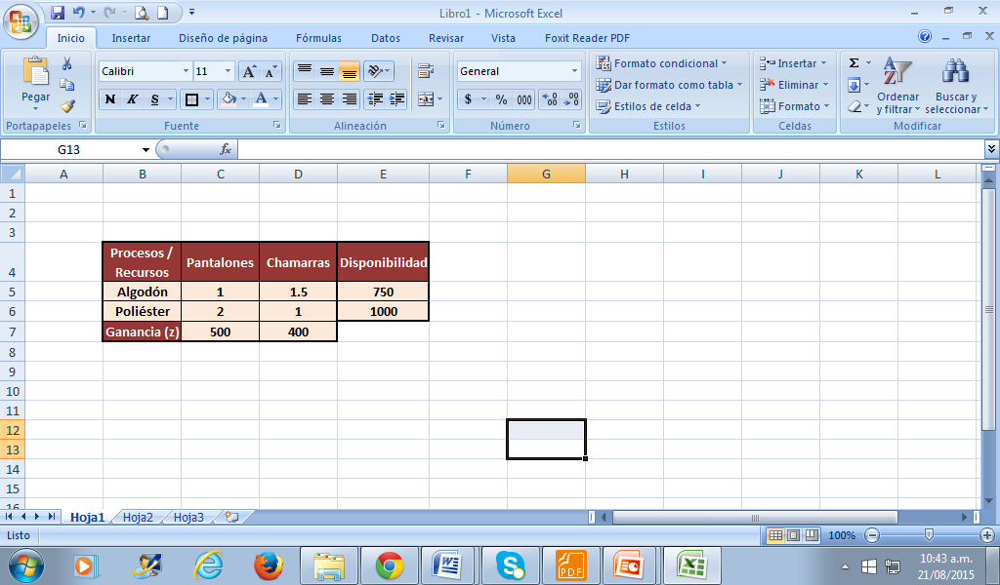 Libro1 - Microsoft Excel
Inicio Insertar Diseño de página Fórmulas Datos Revisar Vista Foxit Reader PDF
Pegar
Portapapeles
Calibri 11
N K S
Fuente
Alineación
General
$ % 000
Número
Formato condicional
Dar formato como tabla
Estilos de celda
Estilos
Insertar
Eliminar
Formato
Celdas
Σ
Ordenar y filtrar
Buscar y seleccionar
Modificar
G13 fx
A B C D E F G H I J K L
1
2
3
4 Procesos / Recursos Pantalones Chamarras Disponibilidad
5 Algodón 1 1.5 750
6 Poliéster 2 1 1000
7 Ganancia (z) 500 400
8
9
10
11
12
13
14
15
16
Hoja1 Hoja2 Hoja3
Listo 100%
10:43 a.m.
21/08/2015